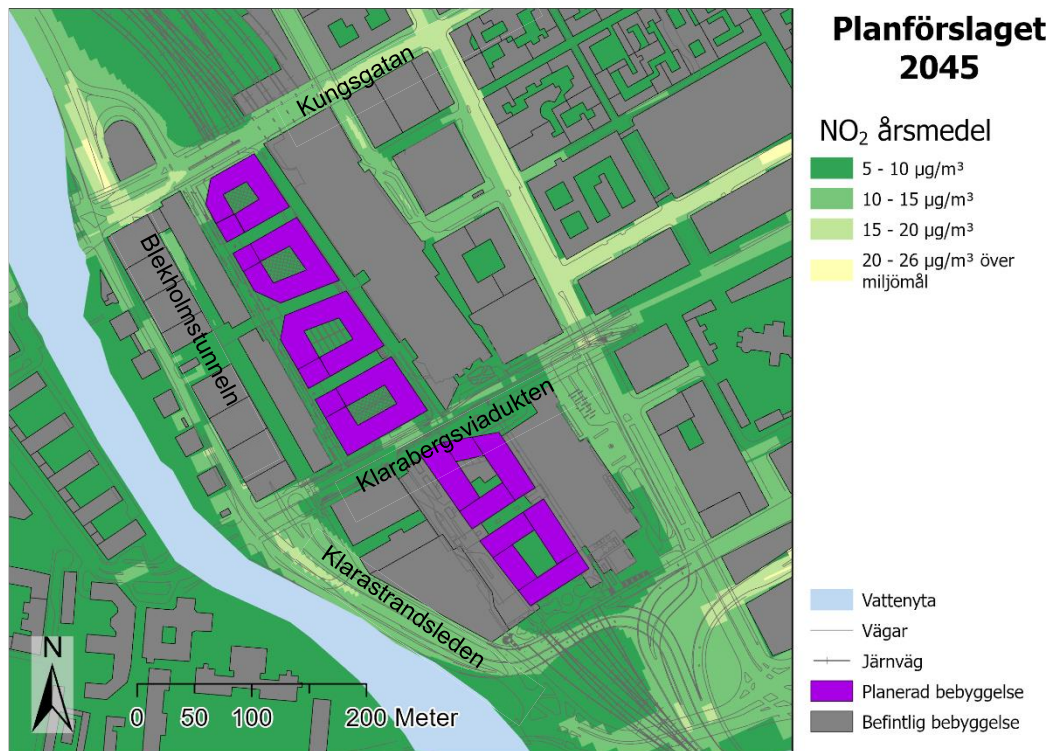 Planförslaget
2045
NO₂ årsmedel
5 - 10 µg/m³
10 - 15 µg/m³
15 - 20 µg/m³
20 - 26 µg/m³ över
miljömål
Kungsgatan
Blekholmstunneln
Klarabergsviadukten
Klarastrandsleden
N
0 50 100 200 Meter
Vattenyta
Vägar
Järnväg
Planerad bebyggelse
Befintlig bebyggelse